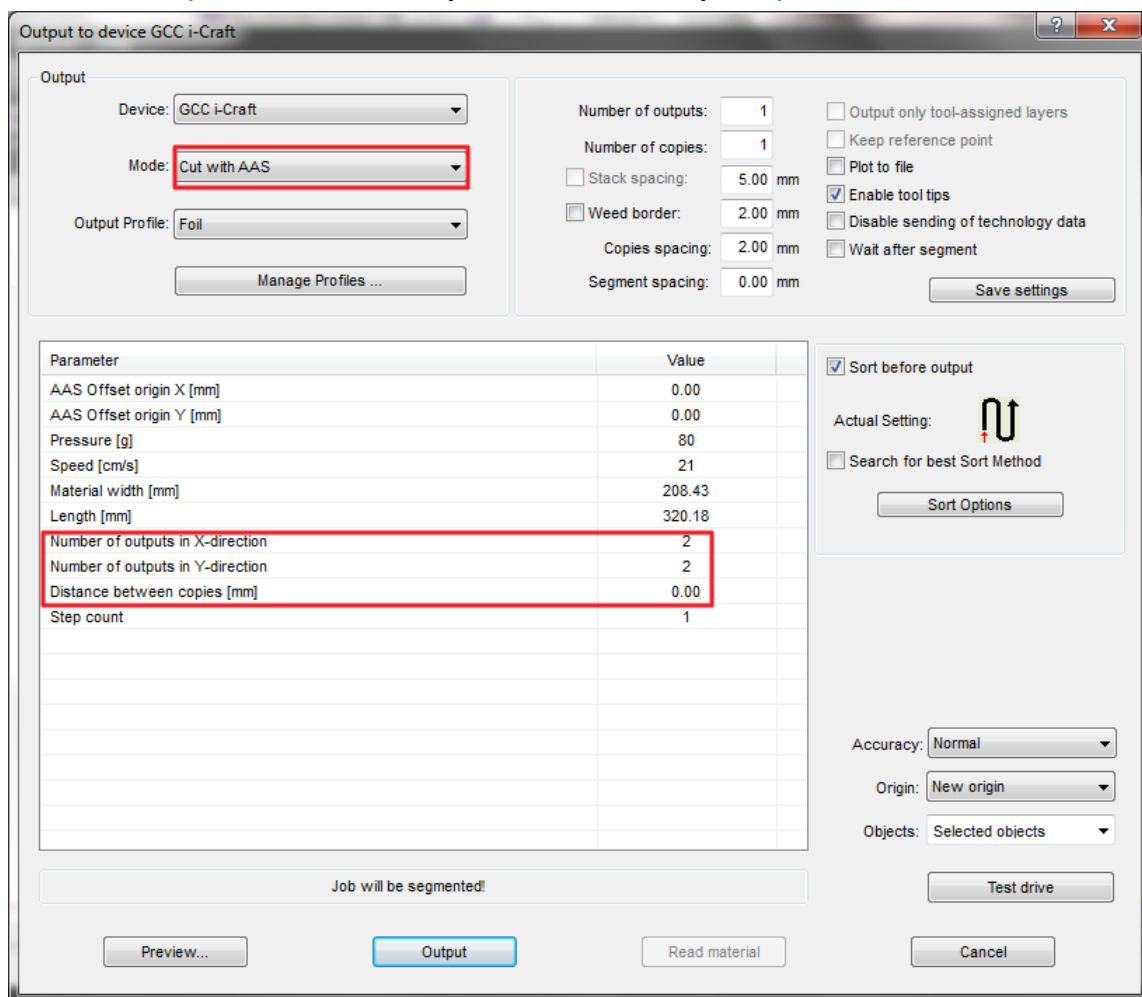 Output to device GCC i-Craft
Output
Device: GCC i-Craft
Mode: Cut with AAS
Output Profile: Foil
Manage Profiles ...
Number of outputs: 1
Number of copies: 1
Stack spacing: 5.00 mm
Weed border: 2.00 mm
Copies spacing: 2.00 mm
Segment spacing: 0.00 mm
Output only tool-assigned layers
Keep reference point
Plot to file
Enable tool tips
Disable sending of technology data
Wait after segment
Save settings
Parameter Value
AAS Offset origin X [mm] 0.00
AAS Offset origin Y [mm] 0.00
Pressure [g] 80
Speed [cm/s] 21
Material width [mm] 208.43
Length [mm] 320.18
Number of outputs in X-direction 2
Number of outputs in Y-direction 2
Distance between copies [mm] 0.00
Step count 1
Sort before output
Actual Setting:
Search for best Sort Method
Sort Options
Accuracy: Normal
Origin: New origin
Objects: Selected objects
Job will be segmented!
Test drive
Preview...
Output
Read material
Cancel